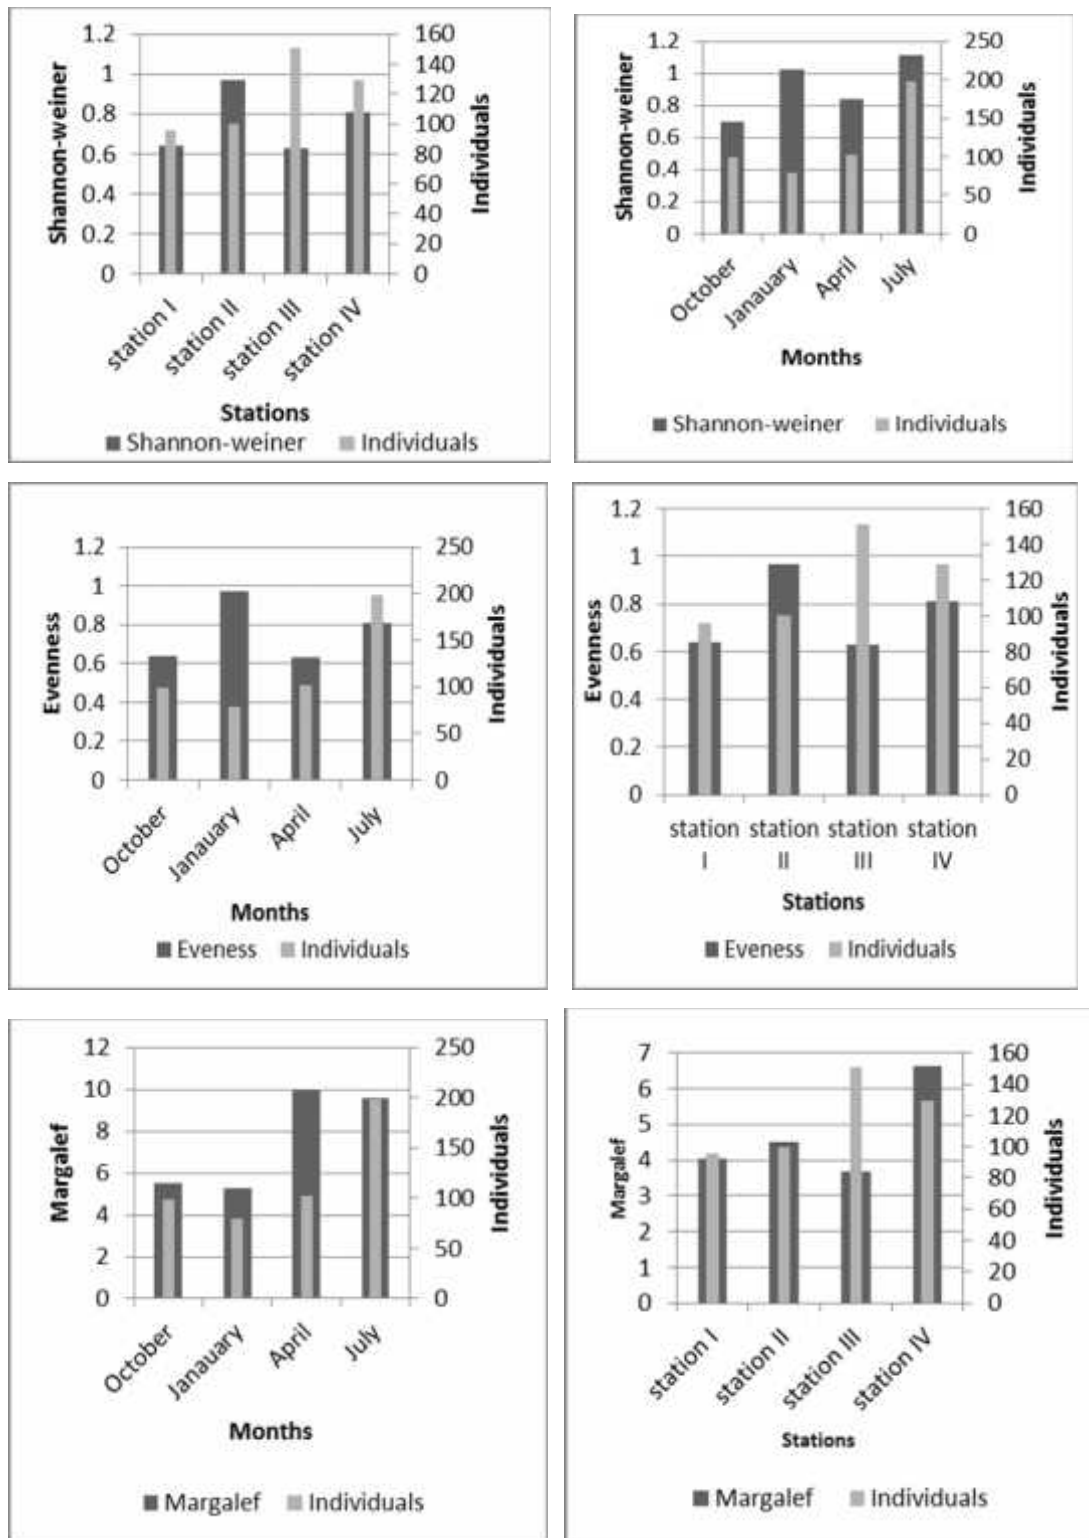 1.2
1
0.8
0.6
0.4
0.2
0
Shannon-weiner
160
140
120
100
80
60
40
20
0
Individuals
station I
station II
station III
station IV
Stations
Shannon-weiner Individuals
1.2
1
0.8
0.6
0.4
0.2
0
Shannon-weiner
250
200
150
100
50
0
Individuals
October
Janauary
April
July
Months
Shannon-weiner Individuals
1.2
1
0.8
0.6
0.4
0.2
0
Evenness
250
200
150
100
50
0
Individuals
October
Janauary
April
July
Months
Eveness Individuals
1.2
1
0.8
0.6
0.4
0.2
0
Evenness
160
140
120
100
80
60
40
20
0
Individuals
station station station station
I II III IV
Stations
Eveness Individuals
12
10
8
6
4
2
0
Margalef
250
200
150
100
50
0
Individuals
October
Janauary
April
July
Months
Margalef Individuals
7
6
5
4
3
2
1
0
Margalef
160
140
120
100
80
60
40
20
0
Individuals
station I
station II
station III
station IV
Stations
Margalef Individuals